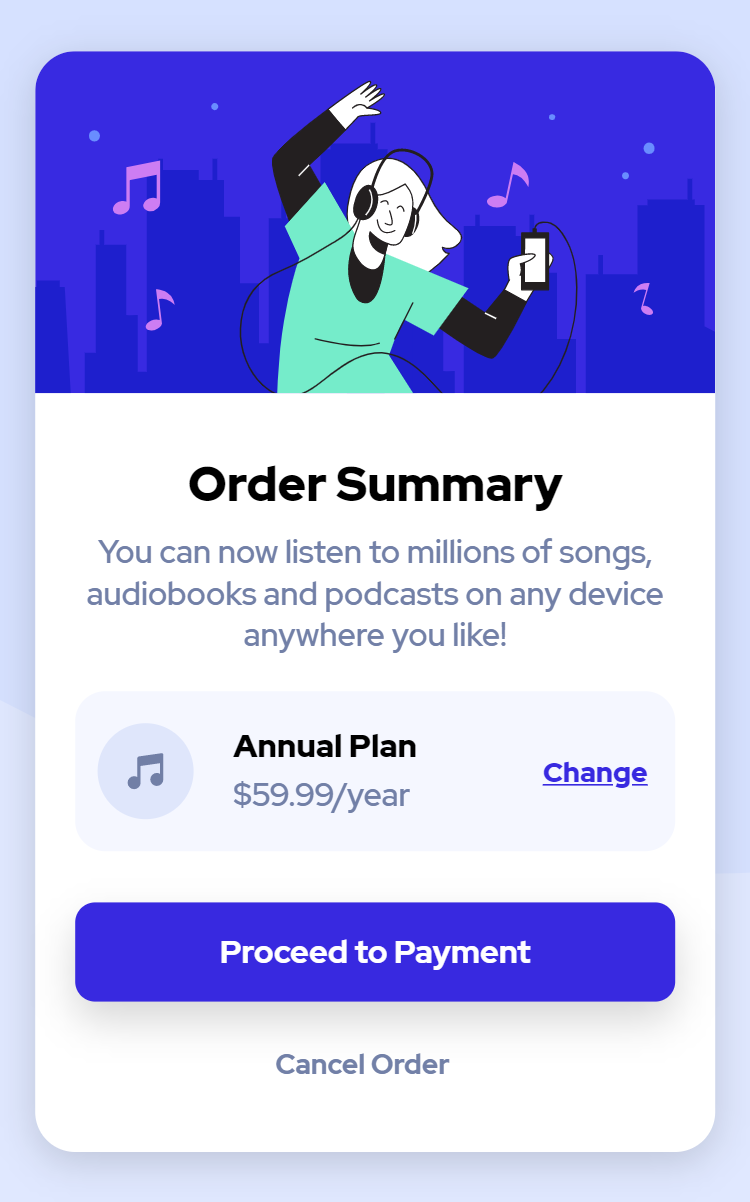 Order Summary
You can now listen to millions of songs,
audiobooks and podcasts on any device
anywhere you like!
Annual Plan
$59.99/year
Change
Proceed to Payment
Cancel Order